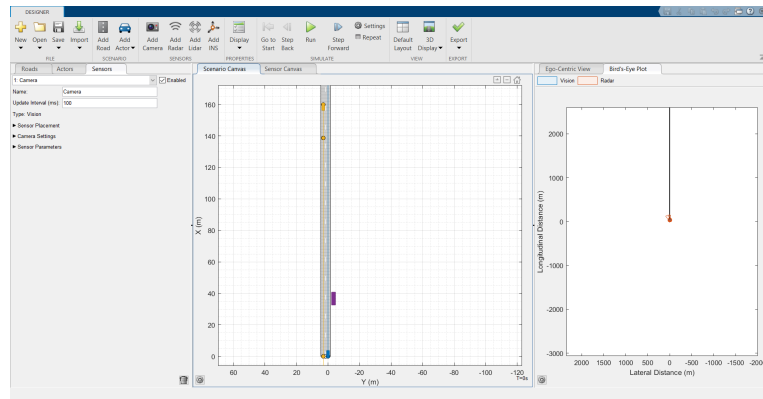 DESIGNER
New Open Save Import Add Road Add Actor Add Camera Add Radar Add Lidar Add INS Display Go to Start Step Back Run Step Forward Settings Repeat Default Layout 3D Display Export
FILE SCENARIO SENSORS PROPERTIES SIMULATE VIEW EXPORT
Roads Actors Sensors
1: Camera Enabled
Name: Camera
Update Interval (ms): 100
Type: Vision
Sensor Placement
Camera Settings
Sensor Parameters
Scenario Canvas Sensor Canvas
160
140
120
100
80
60
40
20
0
X (m)
60 40 20 0 -20 -40 -60 -80 -100 -120
Y (m)
T=0s
Ego-Centric View Bird's-Eye Plot
Vision Radar
2000
1000
0
-1000
-2000
-3000
Longitudinal Distance (m)
2000 1500 1000 500 0 -500 -1000 -1500 -200
Lateral Distance (m)